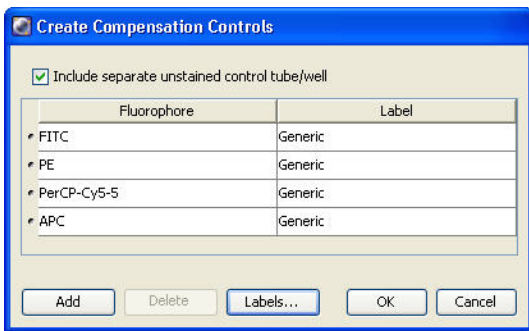 Create Compensation Controls
Include separate unstained control tube/well
Fluorophore Label
FITC Generic
PE Generic
PerCP-Cy5-5 Generic
APC Generic
Add Delete Labels... OK Cancel